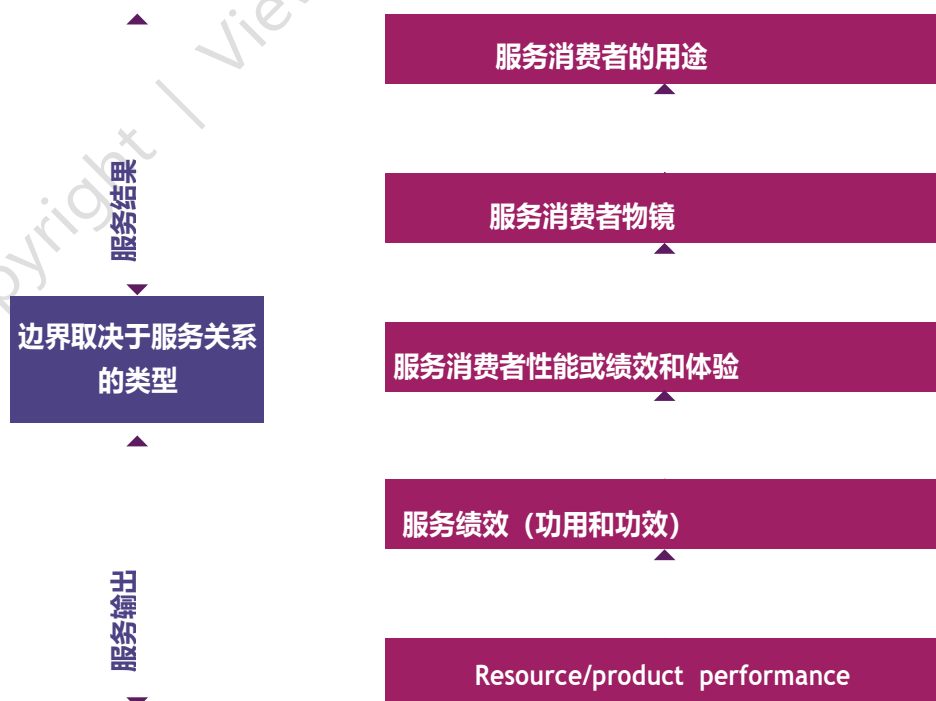 服务消费者的用途
服务结果
服务消费者物镜
边界取决于服务关系
的类型
服务消费者性能或绩效和体验
服务绩效（功用和功效）
服务输出
Resource/product performance